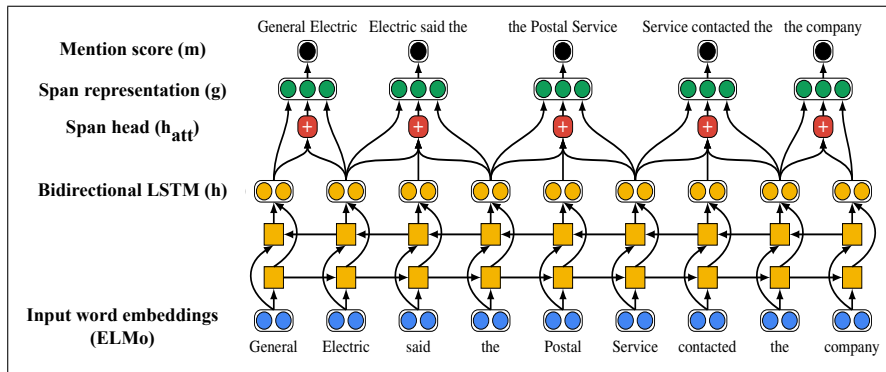 General Electric Electric said the the Postal Service Service contacted the the company
Mention score (m)
Span representation (g)
+ + + + +
Span head (h_att)
Bidirectional LSTM (h)
Input word embeddings
(ELMo)
General Electric said the Postal Service contacted the company